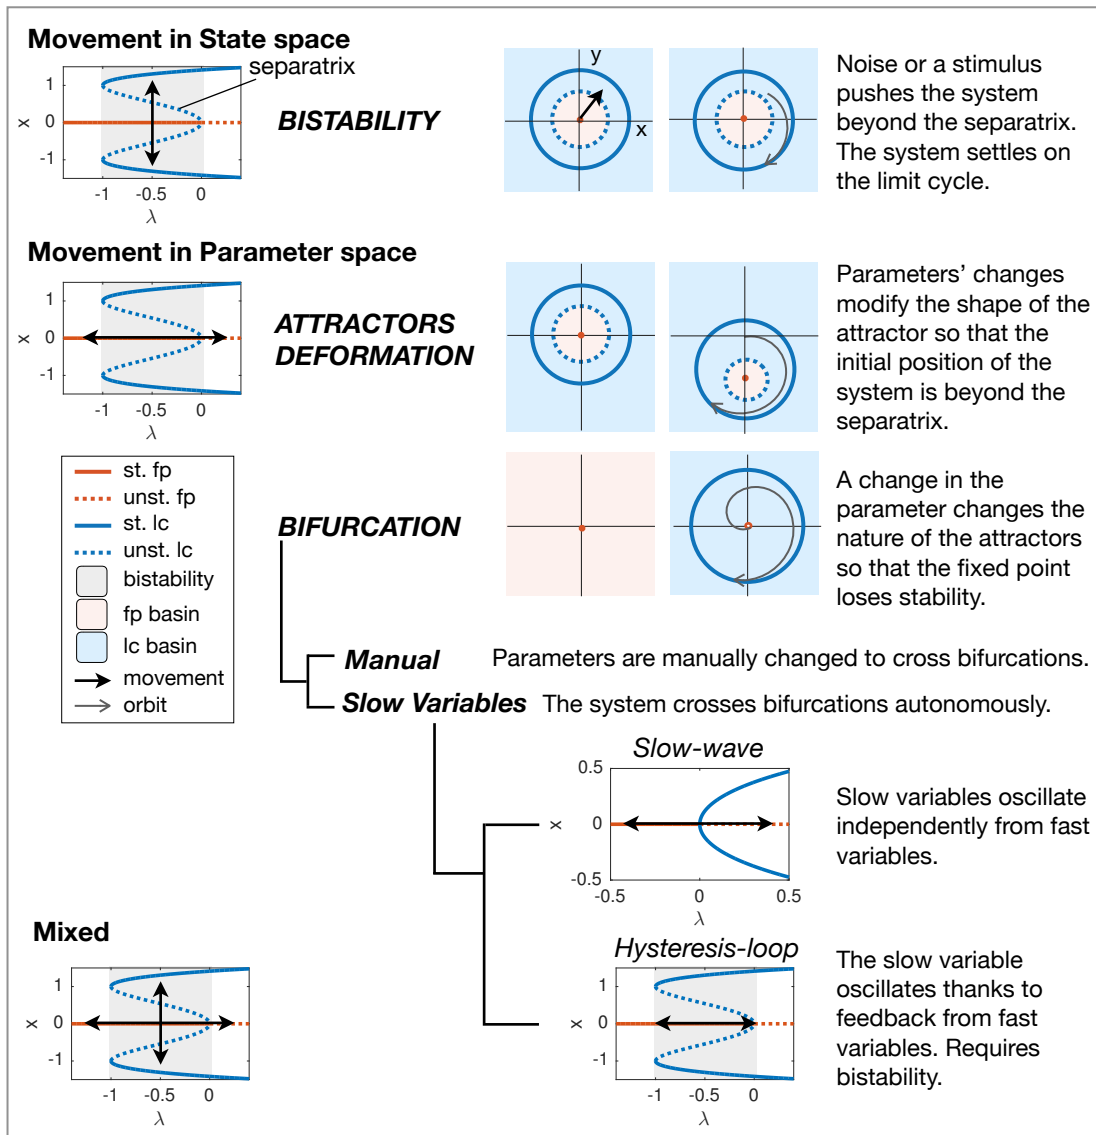 Movement in State space
separatrix
1
0
-1
x
-1
-0.5
0
λ
BISTABILITY
y
x
Noise or a stimulus
pushes the system
beyond the separatrix.
The system settles on
the limit cycle.
Movement in Parameter space
1
0
-1
x
-1
-0.5
0
λ
ATTRACTORS
DEFORMATION
Parameters’ changes
modify the shape of the
attractor so that the
initial position of the
system is beyond the
separatrix.
st. fp
unst. fp
st. lc
unst. lc
bistability
fp basin
lc basin
movement
orbit
BIFURCATION
A change in the
parameter changes the
nature of the attractors
so that the fixed point
loses stability.
Manual
Parameters are manually changed to cross bifurcations.
Slow Variables
The system crosses bifurcations autonomously.
Slow-wave
0.5
0
-0.5
x
-0.5
0
0.5
λ
Slow variables oscillate
independently from fast
variables.
Mixed
1
0
-1
x
-1
-0.5
0
λ
Hysteresis-loop
1
0
-1
x
-1
-0.5
0
λ
The slow variable
oscillates thanks to
feedback from fast
variables. Requires
bistability.